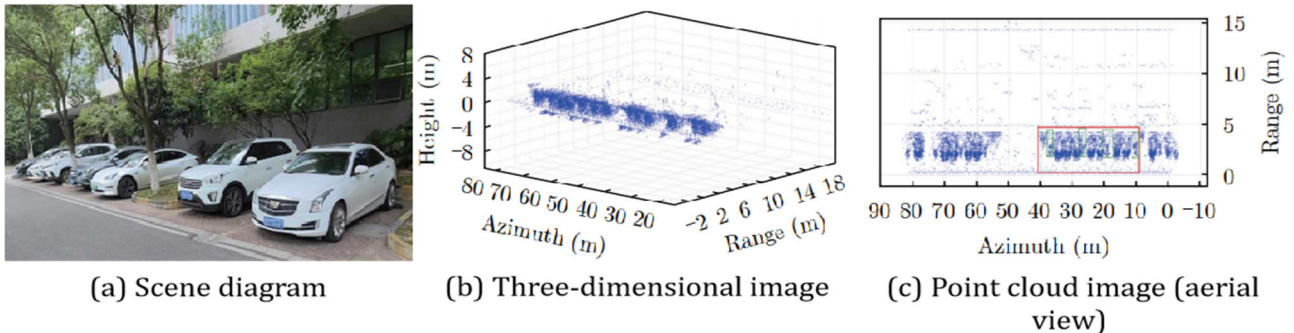 8
4
0
-4
-8
Height (m)
80 70 60 50 40 30 20
Azimuth (m)
-2 2 6 10 14 18
Range (m)
15
10
5
0
Range (m)
90 80 70 60 50 40 30 20 10 0 -10
Azimuth (m)
(a) Scene diagram
(b) Three-dimensional image
(c) Point cloud image (aerial
view)